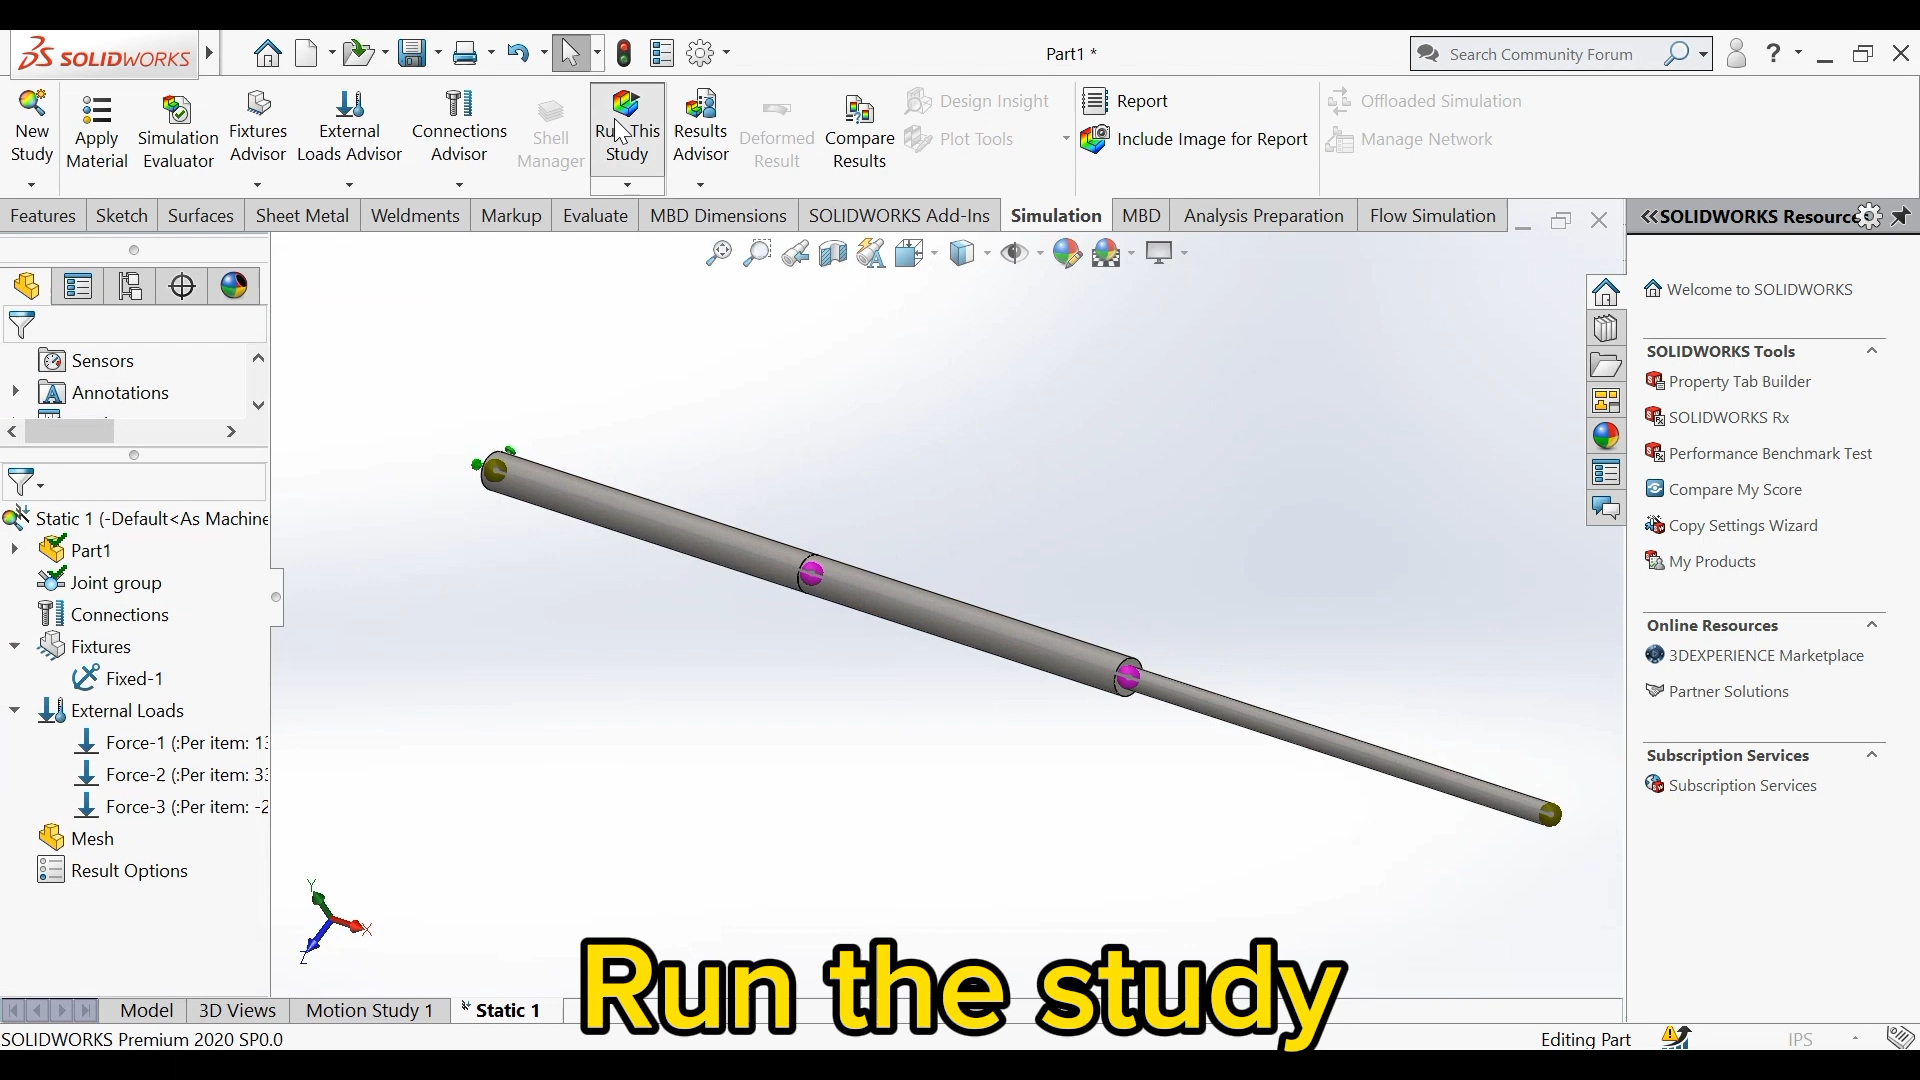 SOLIDWORKS
Part1 *
Search Community Forum
?
New Study
Apply Material
Simulation Evaluator
Fixtures Advisor
External Loads Advisor
Connections Advisor
Shell Manager
Run This Study
Results Advisor
Deformed Result
Compare Results
Design Insight
Plot Tools
Report
Include Image for Report
Offloaded Simulation
Manage Network
Features
Sketch
Surfaces
Sheet Metal
Weldments
Markup
Evaluate
MBD Dimensions
SOLIDWORKS Add-Ins
Simulation
MBD
Analysis Preparation
Flow Simulation
SOLIDWORKS Resource
Sensors
Annotations
Static 1 (-Default<As Machine
Part1
Joint group
Connections
Fixtures
Fixed-1
External Loads
Force-1 (:Per item: 13
Force-2 (:Per item: 33
Force-3 (:Per item: -2
Mesh
Result Options
Y
X
Z
Welcome to SOLIDWORKS
SOLIDWORKS Tools
Property Tab Builder
SOLIDWORKS Rx
Performance Benchmark Test
Compare My Score
Copy Settings Wizard
My Products
Online Resources
3DEXPERIENCE Marketplace
Partner Solutions
Subscription Services
Subscription Services
Run the study
Model
3D Views
Motion Study 1
Static 1
SOLIDWORKS Premium 2020 SP0.0
Editing Part
IPS